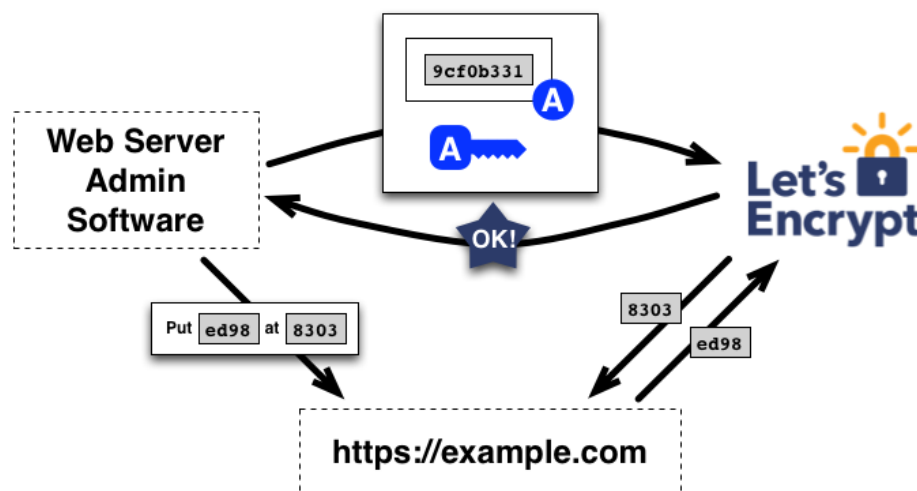 9cf0b331
A
A
Web Server
Admin
Software
Let's
Encrypt
OK!
Put ed98 at 8303
8303
ed98
https://example.com